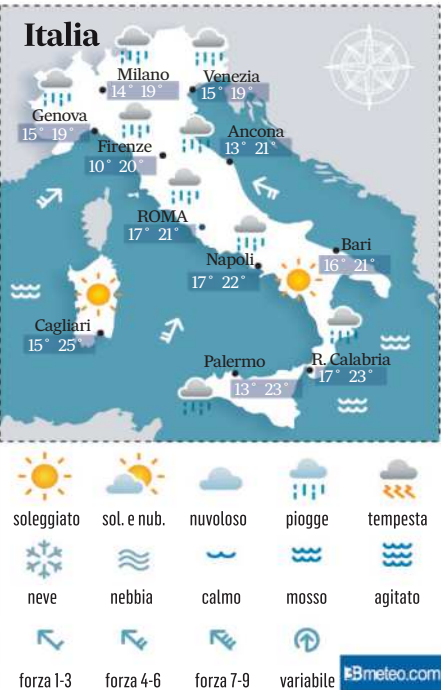 Italia
Milano
14° 19°
Venezia
15° 19°
Genova
15° 19°
Firenze
10° 20°
Ancona
13° 21°
ROMA
17° 21°
Napoli
17° 22°
Bari
16° 21°
Cagliari
15° 25°
Palermo
13° 23°
R. Calabria
17° 23°
soleggiato sol. e nub. nuvoloso piogge tempesta
neve nebbia calmo mosso agitato
forza 1-3 forza 4-6 forza 7-9 variabile
3Bmeteo.com